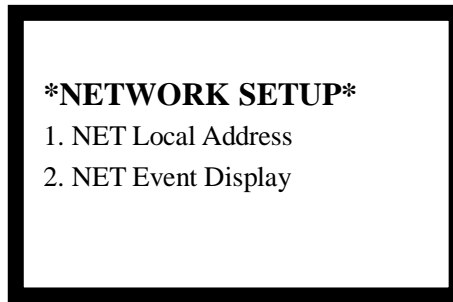 *NETWORK SETUP*
1. NET Local Address
2. NET Event Display